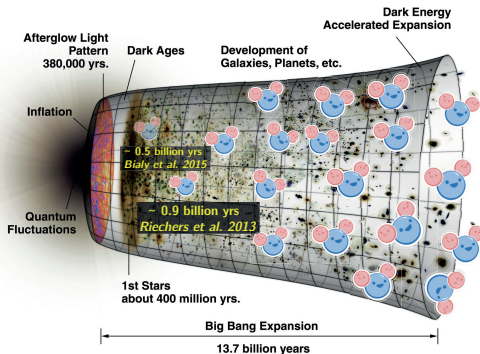 Dark Energy
Accelerated Expansion
Afterglow Light
Pattern
380,000 yrs.
Dark Ages
Development of
Galaxies, Planets, etc.
Inflation
~ 0.5 billion yrs
Bialy et al. 2015
~ 0.9 billion yrs
Riechers et al. 2013
Quantum
Fluctuations
1st Stars
about 400 million yrs.
Big Bang Expansion
13.7 billion years